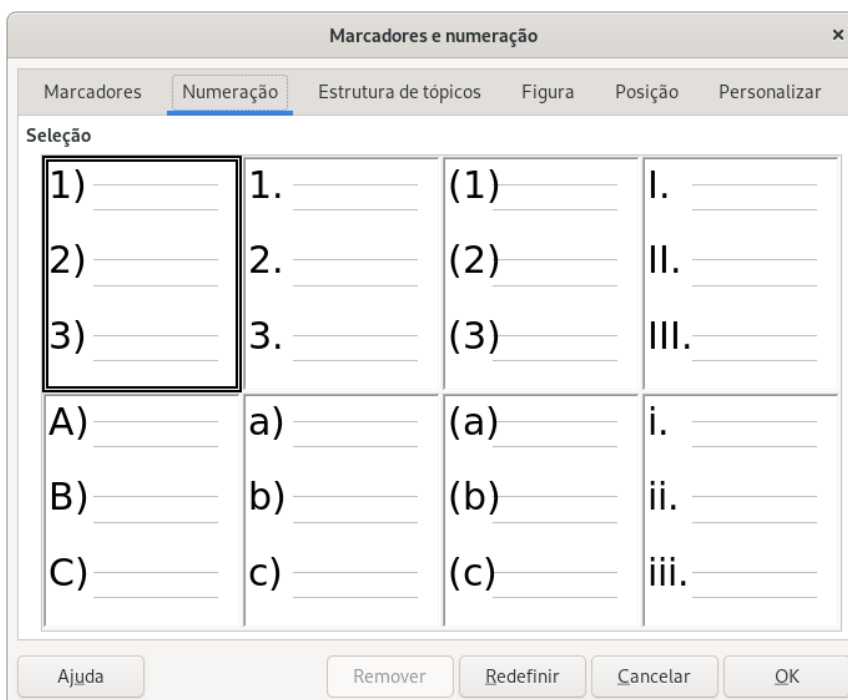 Marcadores e numeração ×
Marcadores Numeração Estrutura de tópicos Figura Posição Personalizar
Seleção
1) 1. (1) I.
2) 2. (2) II.
3) 3. (3) III.
A) a) (a) i.
B) b) (b) ii.
C) c) (c) iii.
Ajuda Remover Redefinir Cancelar OK